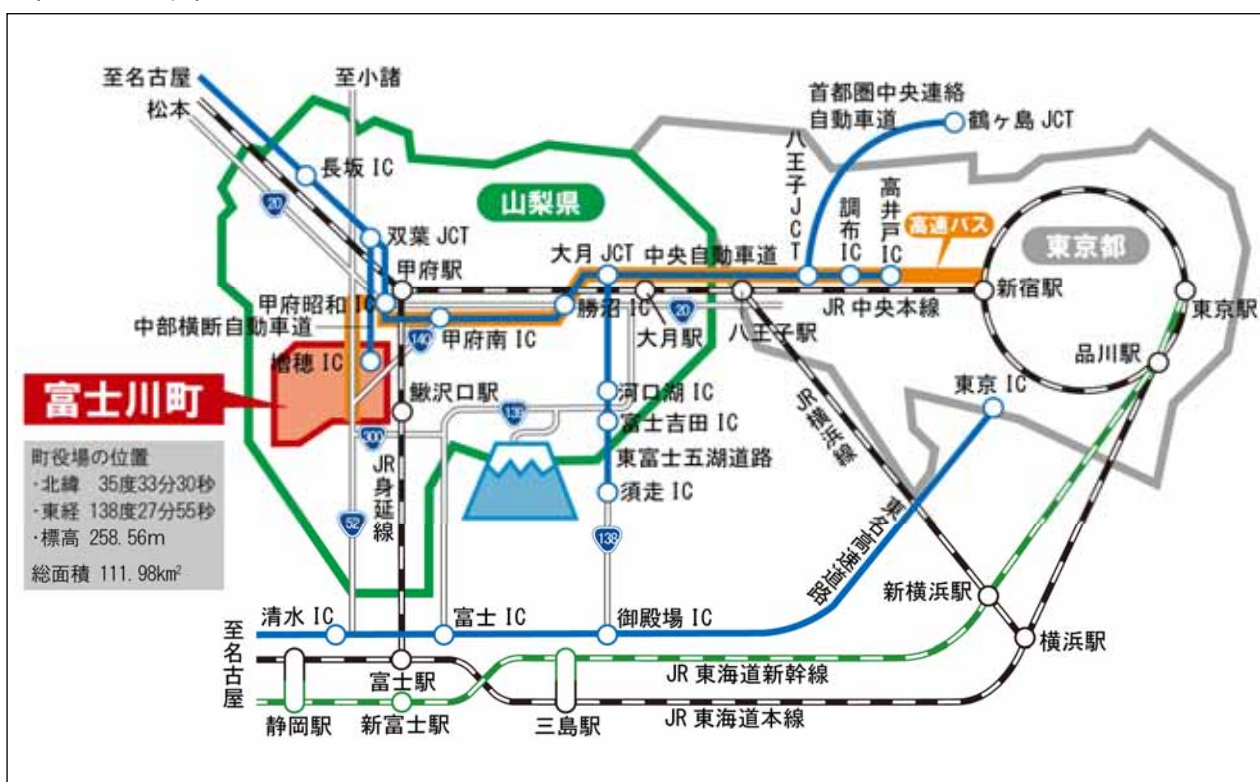 至名古屋
松本
至小諸
長坂 IC
20
山梨県
双葉 JCT
甲府駅
甲府昭和 IC
中部横断自動車道
増穂 IC
140
甲府南 IC
勝沼 IC
大月 JCT
中央自動車道
大月駅
20
八王子駅
首都圏中央連絡
自動車道
鶴ヶ島 JCT
八王子JCT
調布IC
高井戸IC
高速バス
東京都
JR 中央本線
新宿駅
東京駅
品川駅
東京 IC
富士川町
鰍沢口駅
139
300
河口湖 IC
富士吉田 IC
東富士五湖道路
須走 IC
138
JR横浜線
JR身延線
52
町役場の位置
・北緯 35度33分30秒
・東経 138度27分55秒
・標高 258.56m
総面積 111.98km²
東名高速道路
清水 IC
富士 IC
御殿場 IC
新横浜駅
横浜駅
至名古屋
富士駅
JR 東海道新幹線
静岡駅
新富士駅
三島駅
JR 東海道本線